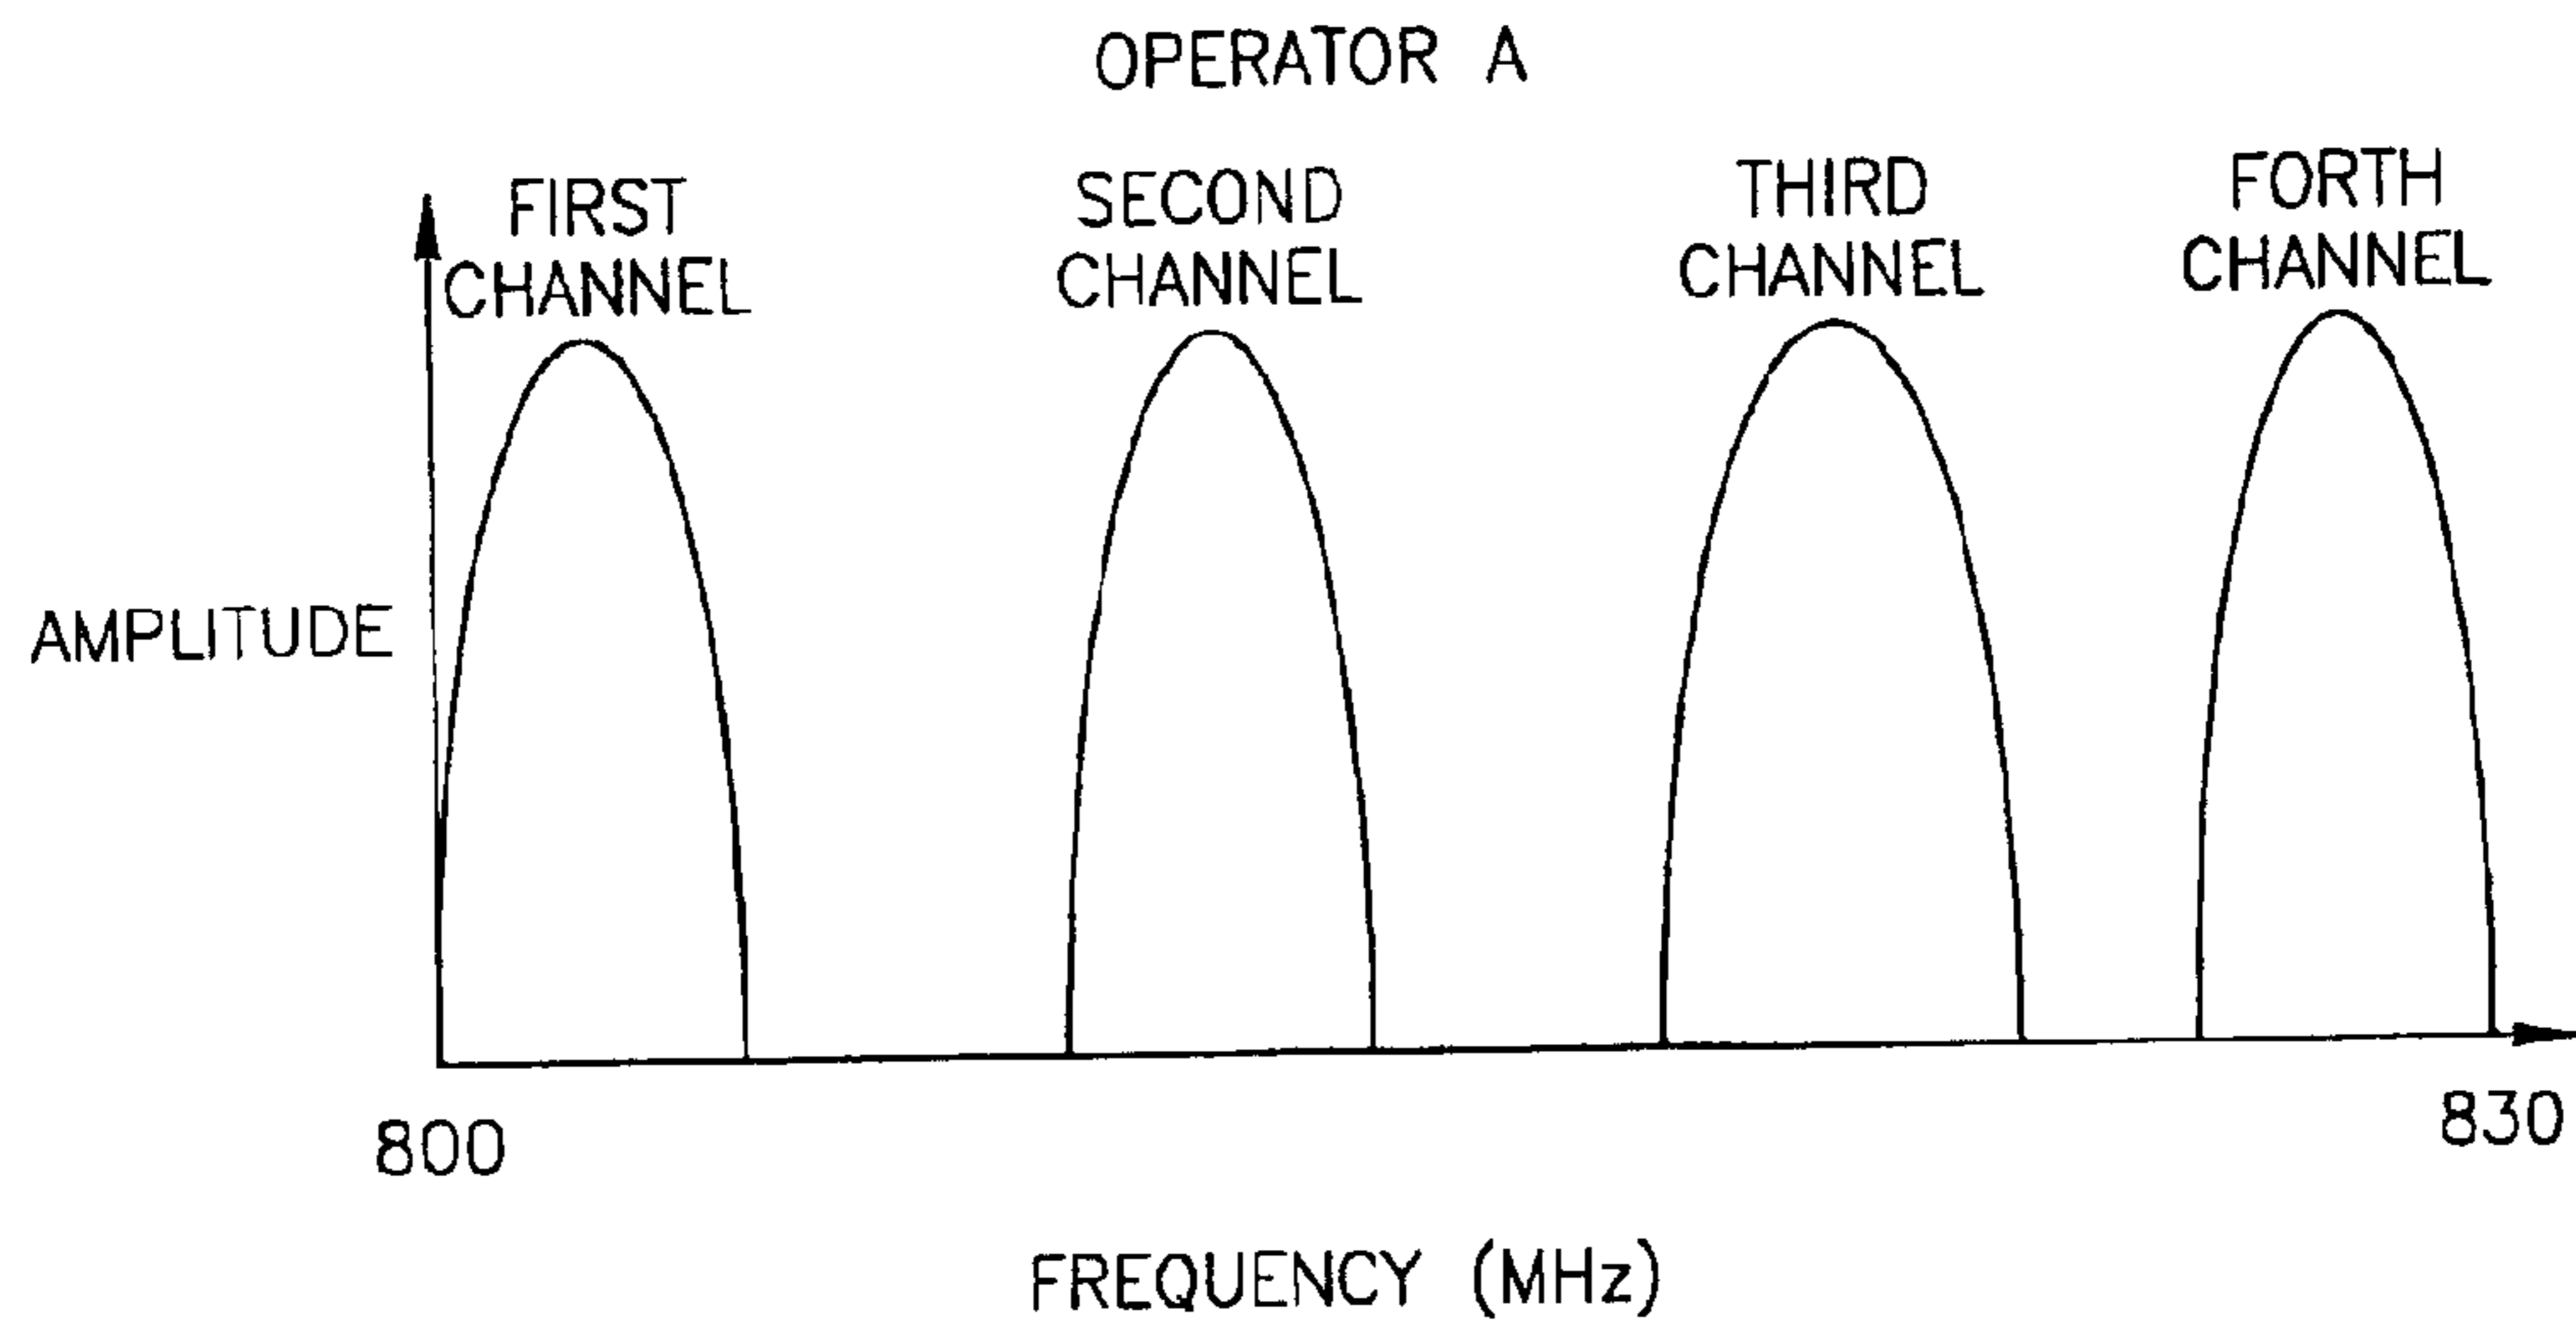 OPERATOR A
FIRST
CHANNEL
SECOND
CHANNEL
THIRD
CHANNEL
FORTH
CHANNEL
AMPLITUDE
800
830
FREQUENCY (MHz)